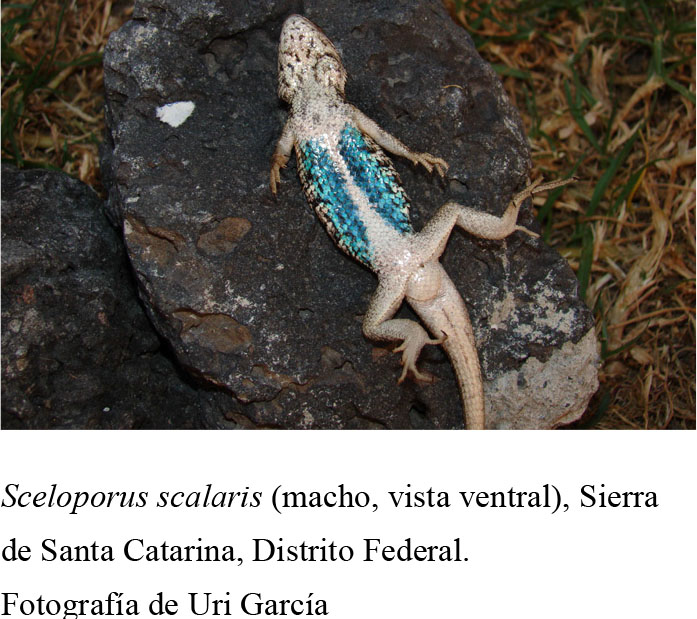 Sceloporus scalaris (macho, vista ventral), Sierra
de Santa Catarina, Distrito Federal.
Fotografía de Uri García